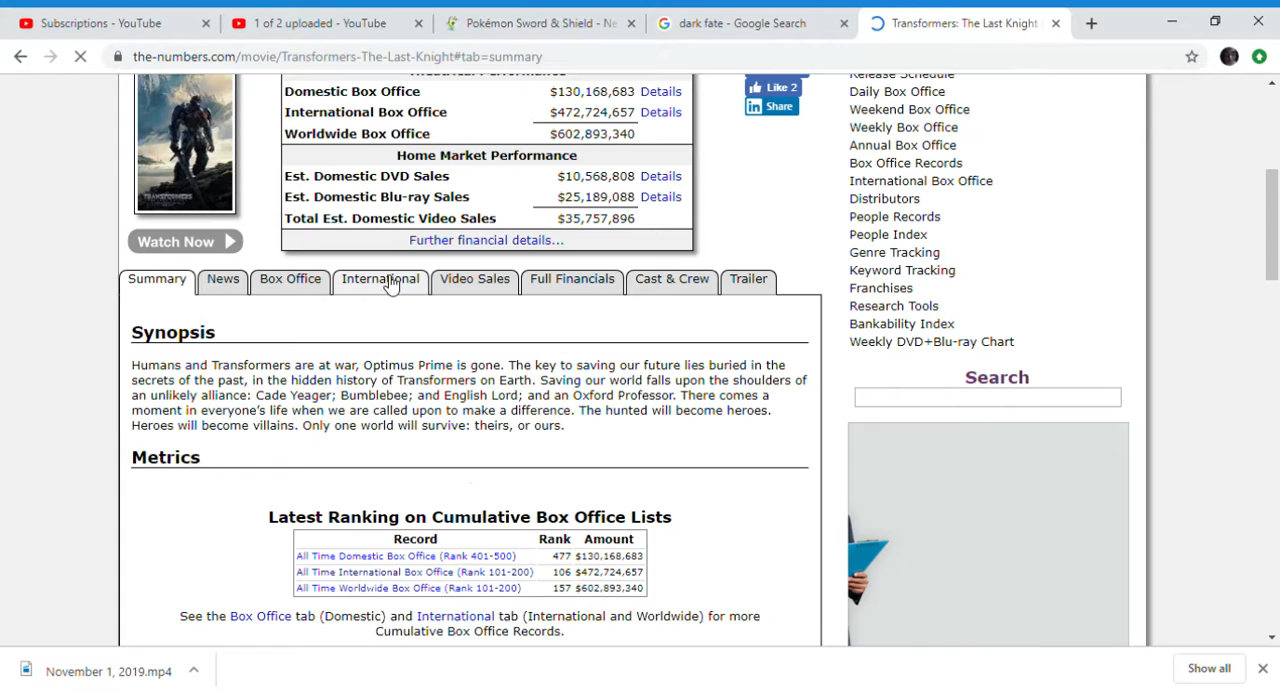 Subscriptions - YouTube
1 of 2 uploaded - YouTube
Pokémon Sword & Shield - Ne
dark fate - Google Search
Transformers: The Last Knight
the-numbers.com/movie/Transformers-The-Last-Knight#tab=summary
Theatrical Performance
Domestic Box Office $130,168,683 Details
International Box Office $472,724,657 Details
Worldwide Box Office $602,893,340
Home Market Performance
Est. Domestic DVD Sales $10,568,808 Details
Est. Domestic Blu-ray Sales $25,189,088 Details
Total Est. Domestic Video Sales $35,757,896
Further financial details...
TRANSFORMERS
Watch Now
Like 2
in Share
Summary News Box Office International Video Sales Full Financials Cast & Crew Trailer
Synopsis
Humans and Transformers are at war, Optimus Prime is gone. The key to saving our future lies buried in the
secrets of the past, in the hidden history of Transformers on Earth. Saving our world falls upon the shoulders of
an unlikely alliance: Cade Yeager; Bumblebee; and English Lord; and an Oxford Professor. There comes a
moment in everyone’s life when we are called upon to make a difference. The hunted will become heroes.
Heroes will become villains. Only one world will survive: theirs, or ours.
Metrics
Latest Ranking on Cumulative Box Office Lists
Record Rank Amount
All Time Domestic Box Office (Rank 401-500) 477 $130,168,683
All Time International Box Office (Rank 101-200) 106 $472,724,657
All Time Worldwide Box Office (Rank 101-200) 157 $602,893,340
See the Box Office tab (Domestic) and International tab (International and Worldwide) for more
Cumulative Box Office Records.
Release Schedule
Daily Box Office
Weekend Box Office
Weekly Box Office
Annual Box Office
Box Office Records
International Box Office
Distributors
People Records
People Index
Genre Tracking
Keyword Tracking
Franchises
Research Tools
Bankability Index
Weekly DVD+Blu-ray Chart
Search
November 1, 2019.mp4
Show all